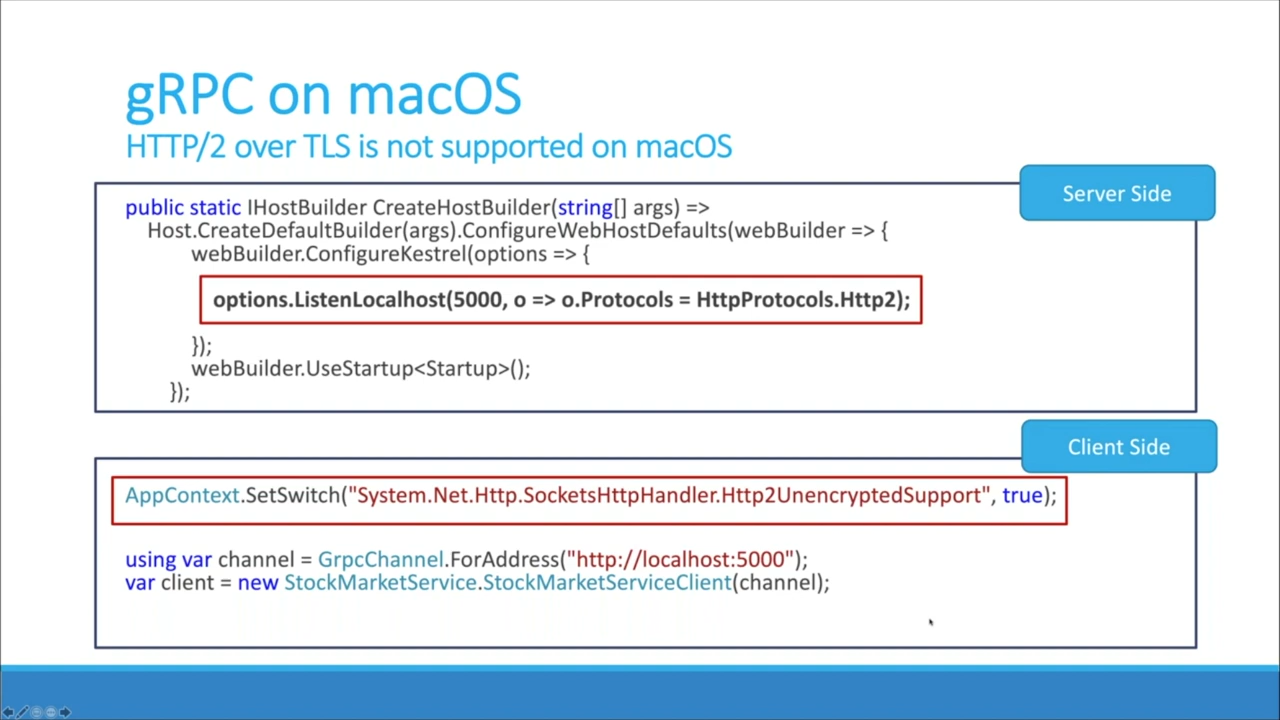 gRPC on macOS
HTTP/2 over TLS is not supported on macOS
Server Side
public static IHostBuilder CreateHostBuilder(string[] args) =>
Host.CreateDefaultBuilder(args).ConfigureWebHostDefaults(webBuilder => {
webBuilder.ConfigureKestrel(options => {
options.ListenLocalhost(5000, o => o.Protocols = HttpProtocols.Http2);
});
webBuilder.UseStartup<Startup>();
});
Client Side
AppContext.SetSwitch("System.Net.Http.SocketsHttpHandler.Http2UnencryptedSupport", true);
using var channel = GrpcChannel.ForAddress("http://localhost:5000");
var client = new StockMarketService.StockMarketServiceClient(channel);